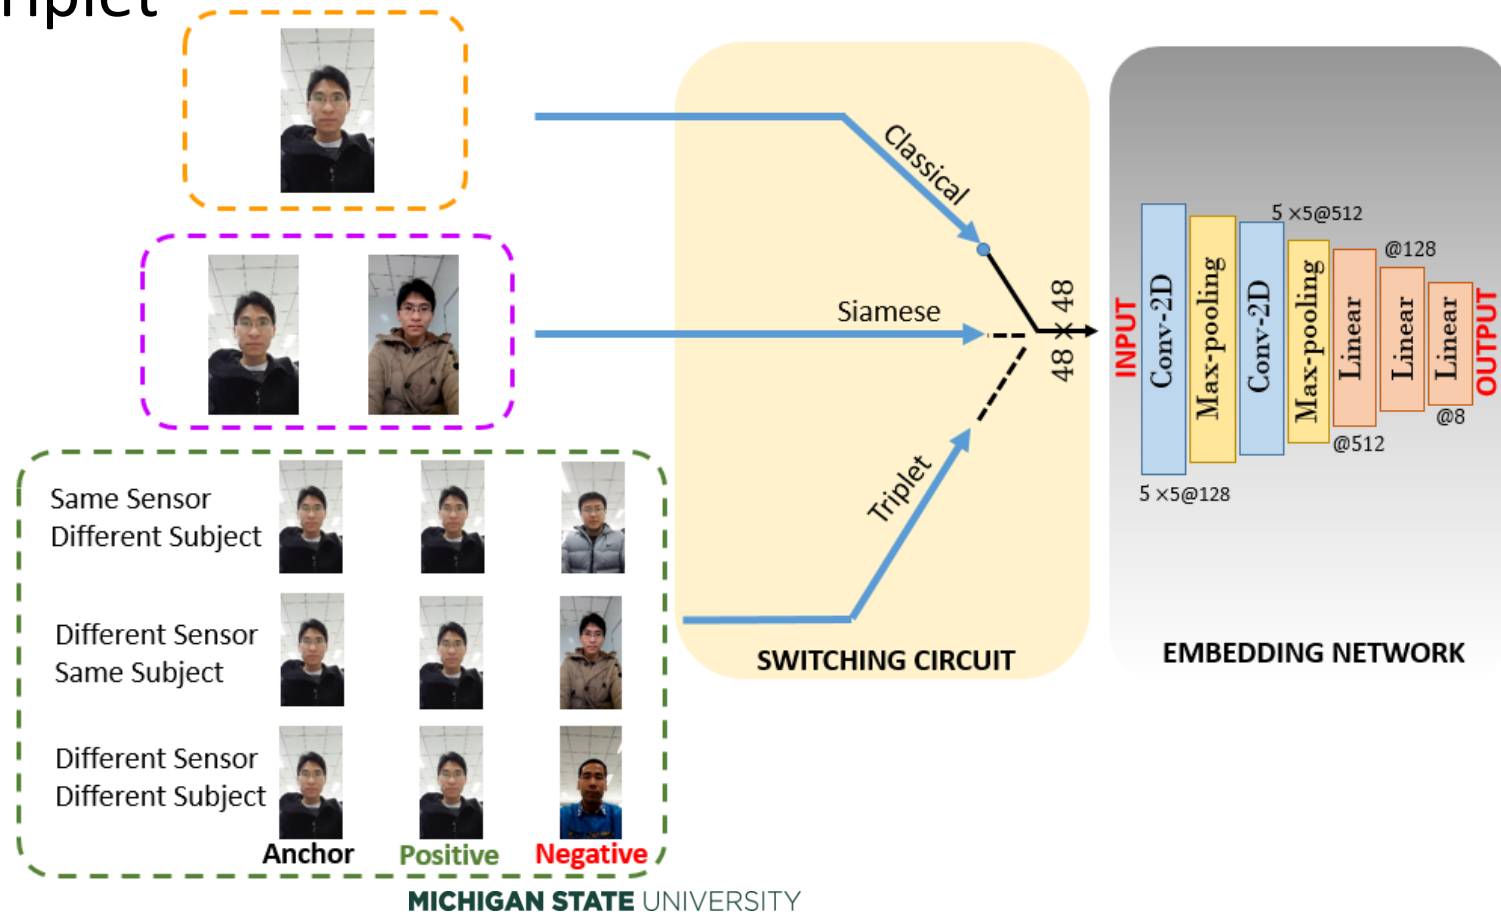 riplet
Classical
Siamese
Triplet
48 × 48
SWITCHING CIRCUIT
INPUT
Conv-2D
Max-pooling
Conv-2D
Max-pooling
Linear
Linear
Linear
OUTPUT
5 ×5@512
@128
@8
@512
5 ×5@128
EMBEDDING NETWORK
Same Sensor
Different Subject
Different Sensor
Same Subject
Different Sensor
Different Subject
Anchor Positive Negative
MICHIGAN STATE UNIVERSITY